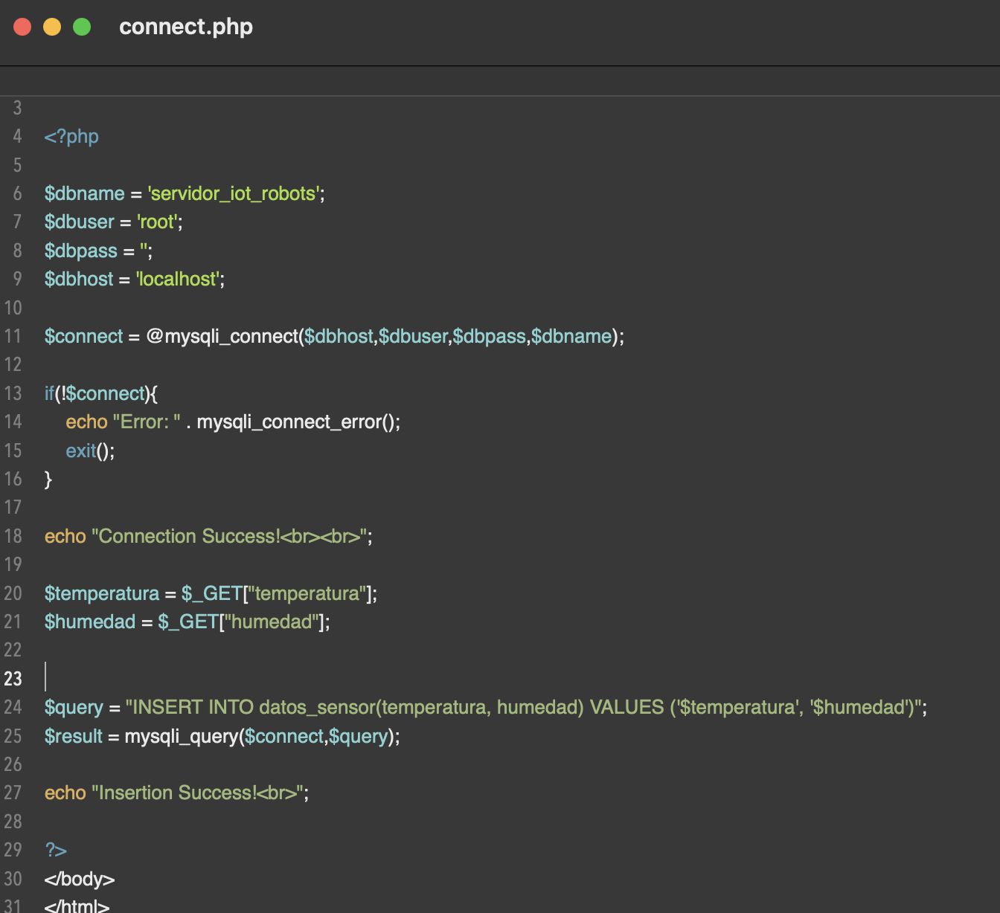 connect.php
3
4 <?php
5
6 $dbname = 'servidor_iot_robots';
7 $dbuser = 'root';
8 $dbpass = '';
9 $dbhost = 'localhost';
10
11 $connect = @mysqli_connect($dbhost,$dbuser,$dbpass,$dbname);
12
13 if(!$connect){
14 echo "Error: " . mysqli_connect_error();
15 exit();
16 }
17
18 echo "Connection Success!<br><br>";
19
20 $temperatura = $_GET["temperatura"];
21 $humedad = $_GET["humedad"];
22
23
24 $query = "INSERT INTO datos_sensor(temperatura, humedad) VALUES ('$temperatura', '$humedad')";
25 $result = mysqli_query($connect,$query);
26
27 echo "Insertion Success!<br>";
28
29 ?>
30 </body>
31 </html>